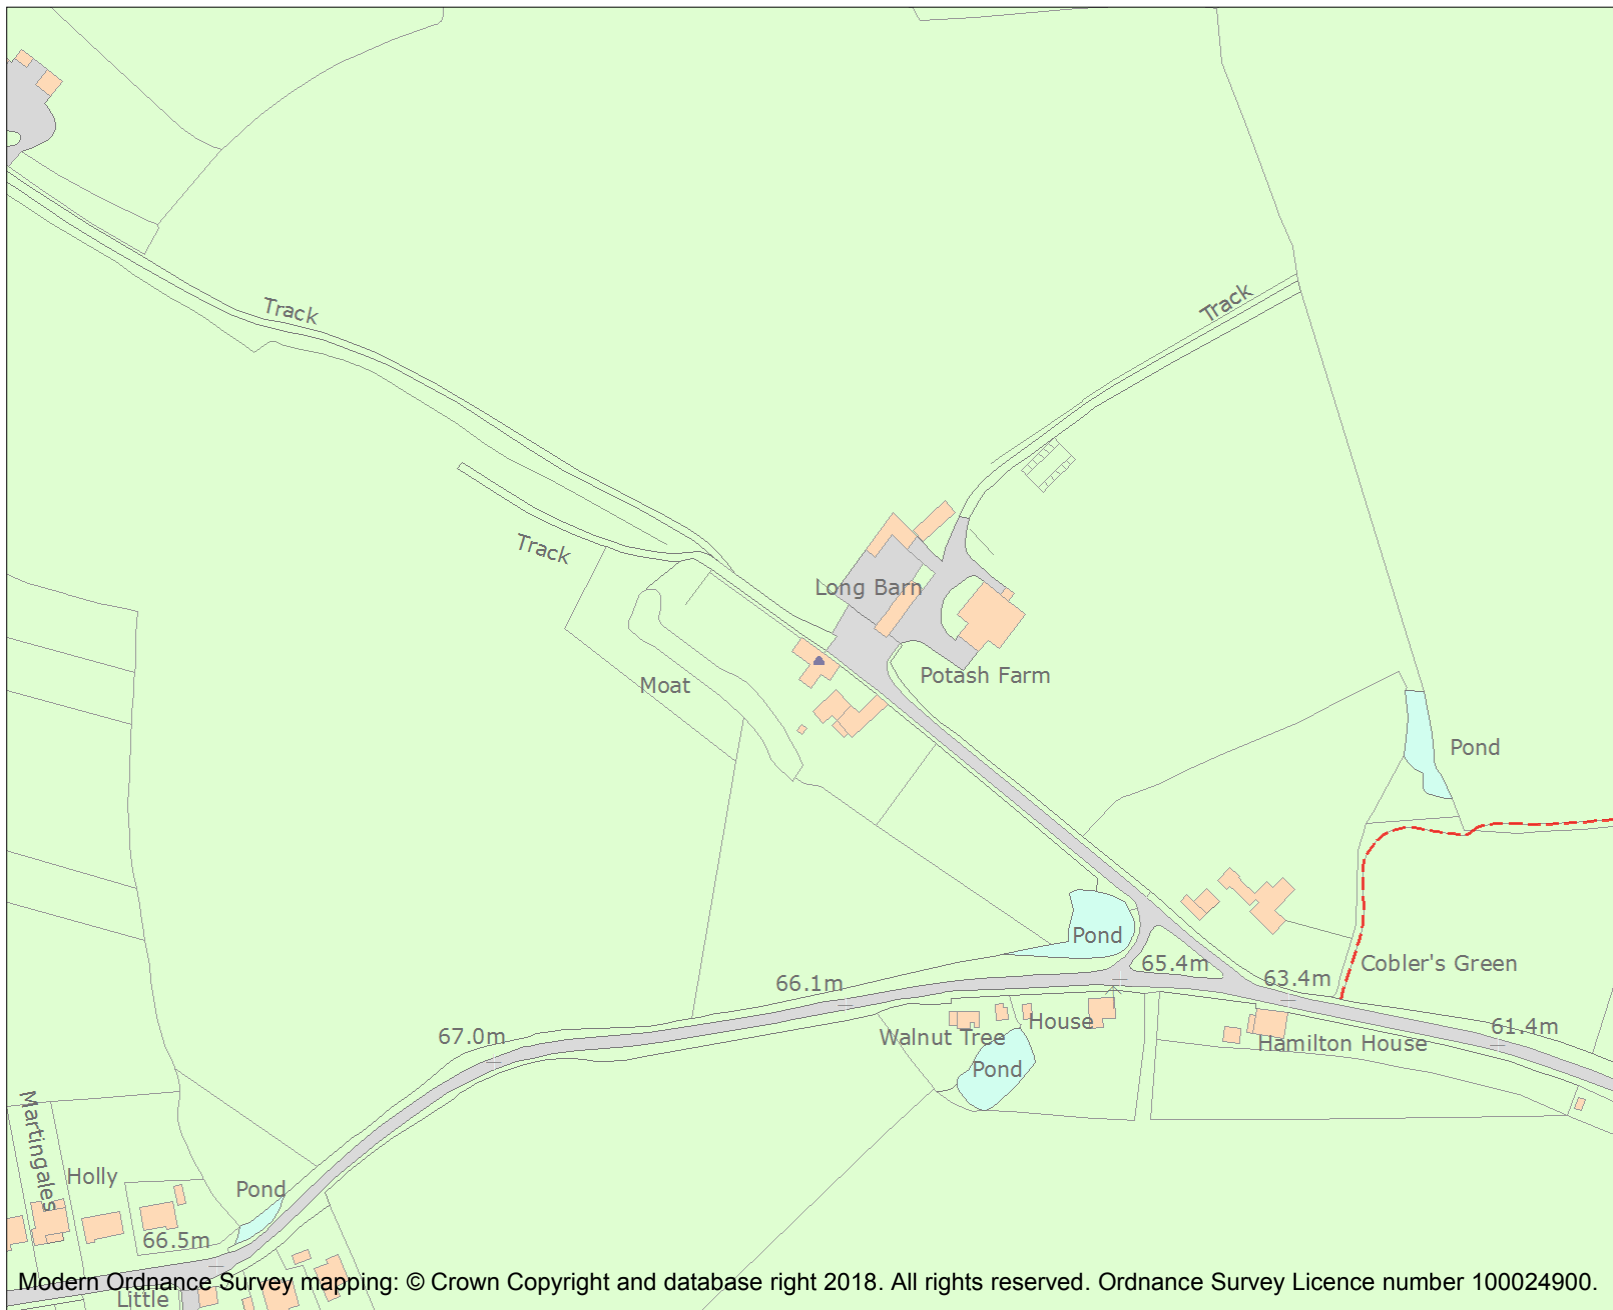 Track
Track
Track
Long Barn
Potash Farm
Moat
Pond
Pond
65.4m
Cobler's Green
63.4m
66.1m
61.4m
House
Walnut Tree
67.0m
Hamilton House
Pond
Martingales
Holly
Pond
66.5m
Modern Ordnance Survey mapping: © Crown Copyright and database right 2018. All rights reserved. Ordnance Survey Licence number 100024900.
Little